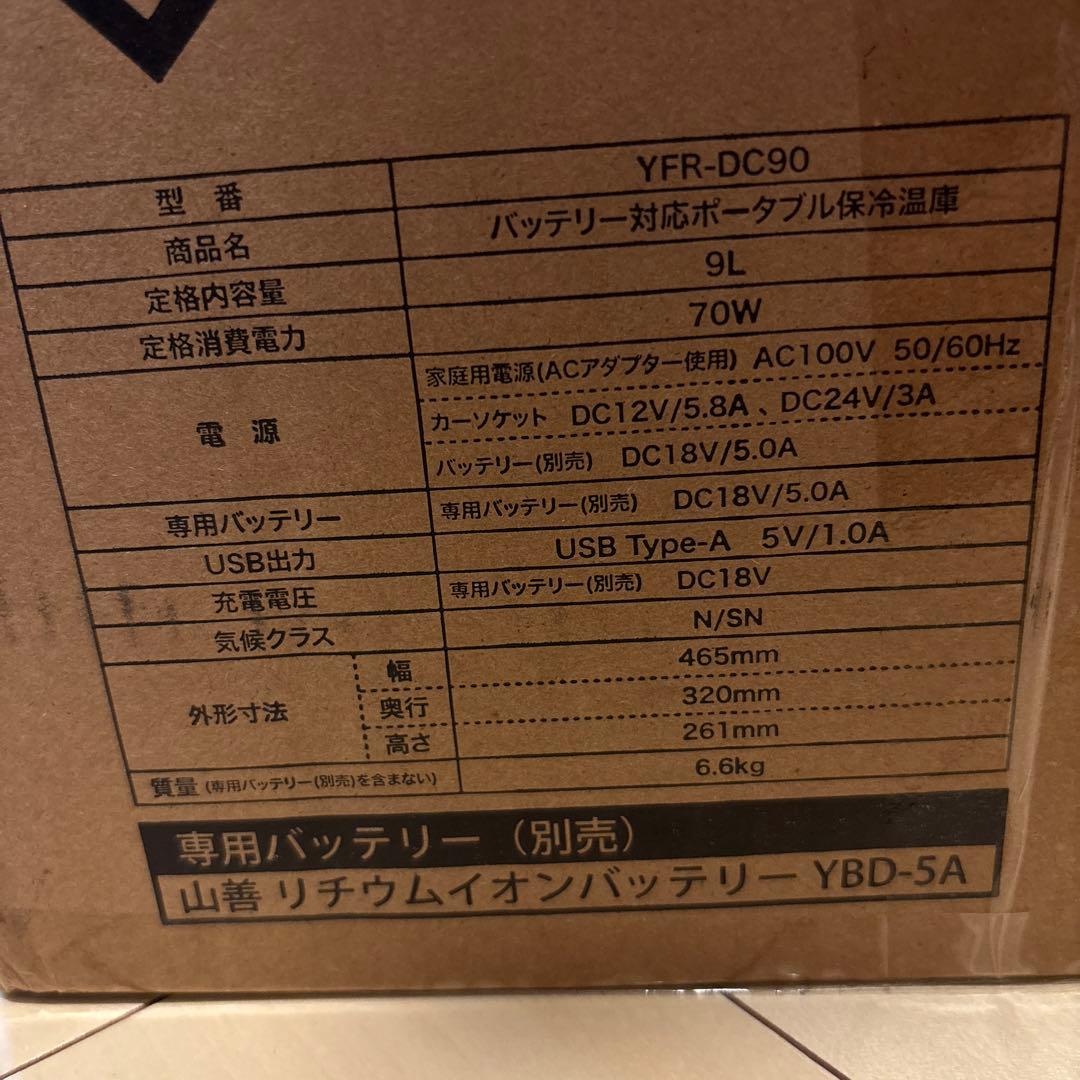 型番 YFR-DC90
商品名 バッテリー対応ポータブル保冷温庫
定格内容量 9L
定格消費電力 70W
電源 家庭用電源(ACアダプター使用) AC100V 50/60Hz
カーソケット DC12V/5.8A、DC24V/3A
バッテリー(別売) DC18V/5.0A
専用バッテリー 専用バッテリー(別売) DC18V/5.0A
USB出力 USB Type-A 5V/1.0A
充電電圧 専用バッテリー(別売) DC18V
気候クラス N/SN
外形寸法 幅 465mm
奥行 320mm
高さ 261mm
質量(専用バッテリー(別売)を含まない) 6.6kg
専用バッテリー（別売）
山善 リチウムイオンバッテリー YBD-5A